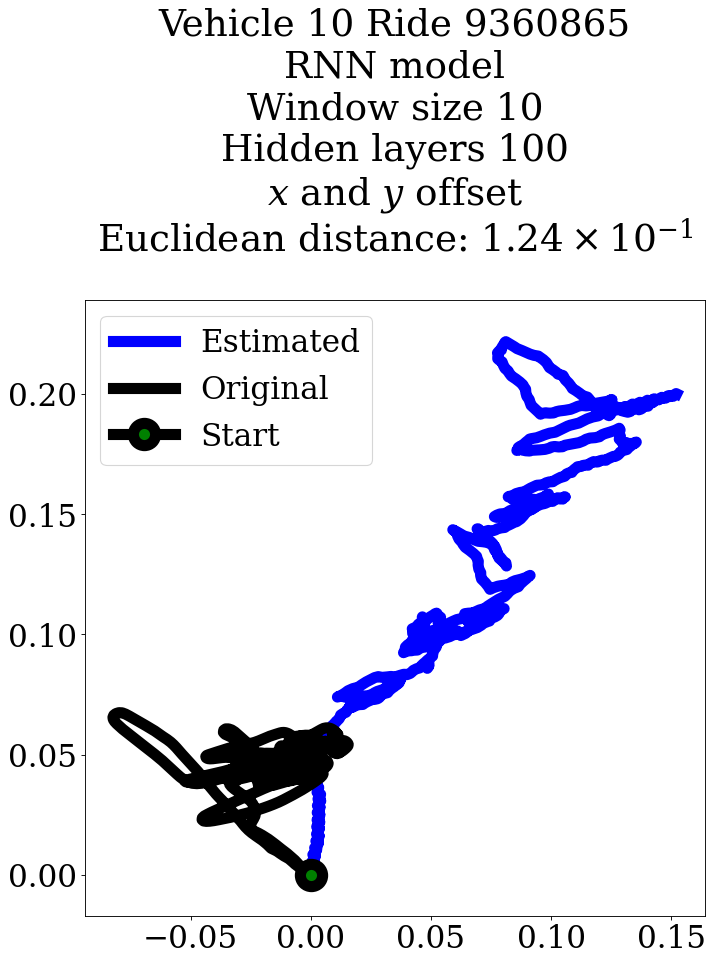 Vehicle 10 Ride 9360865
RNN model
Window size 10
Hidden layers 100
x and y offset
Euclidean distance: 1.24 × 10⁻¹
Estimated
Original
Start
0.20
0.15
0.10
0.05
0.00
−0.05 0.00 0.05 0.10 0.15